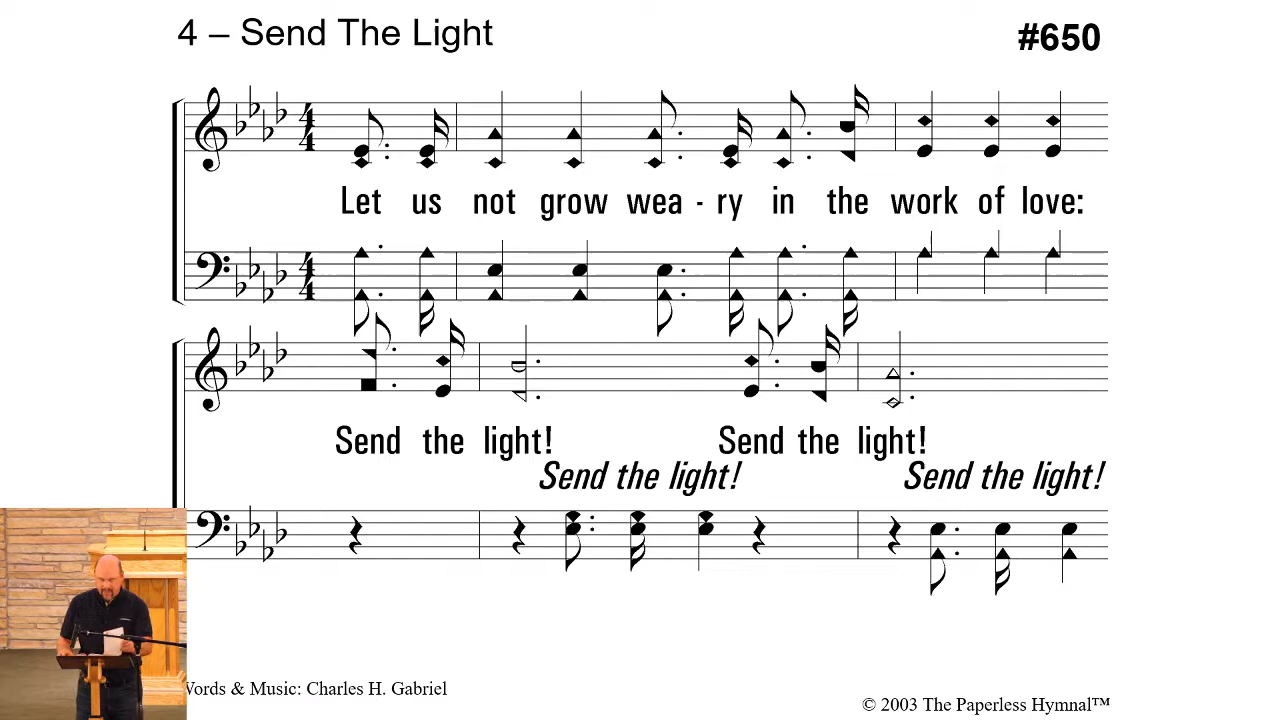 4 – Send The Light
#650
Let us not grow wea - ry in the work of love:
Send the light! Send the light!
Send the light! Send the light!
Words & Music: Charles H. Gabriel
© 2003 The Paperless Hymnal™